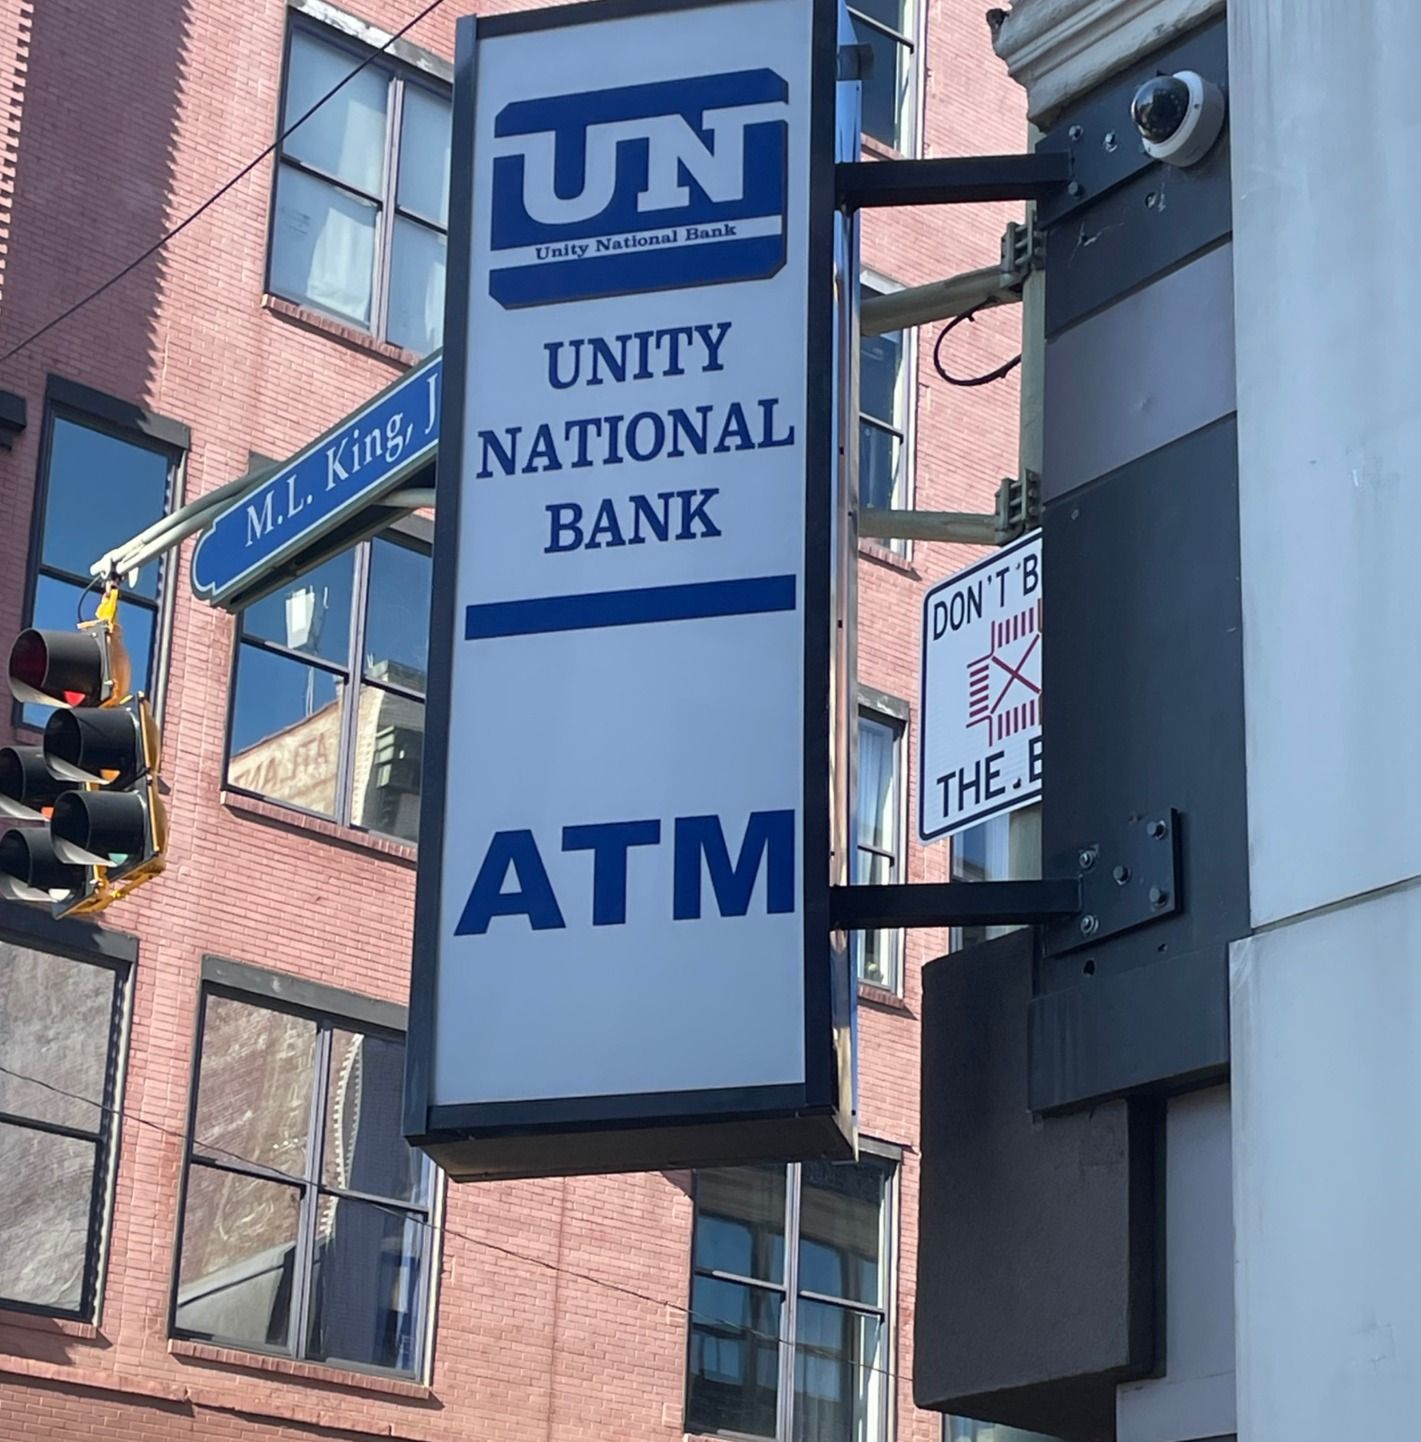 UN
Unity National Bank
UNITY
NATIONAL
BANK
ATM
M.L. King, J
DON'T B
THE